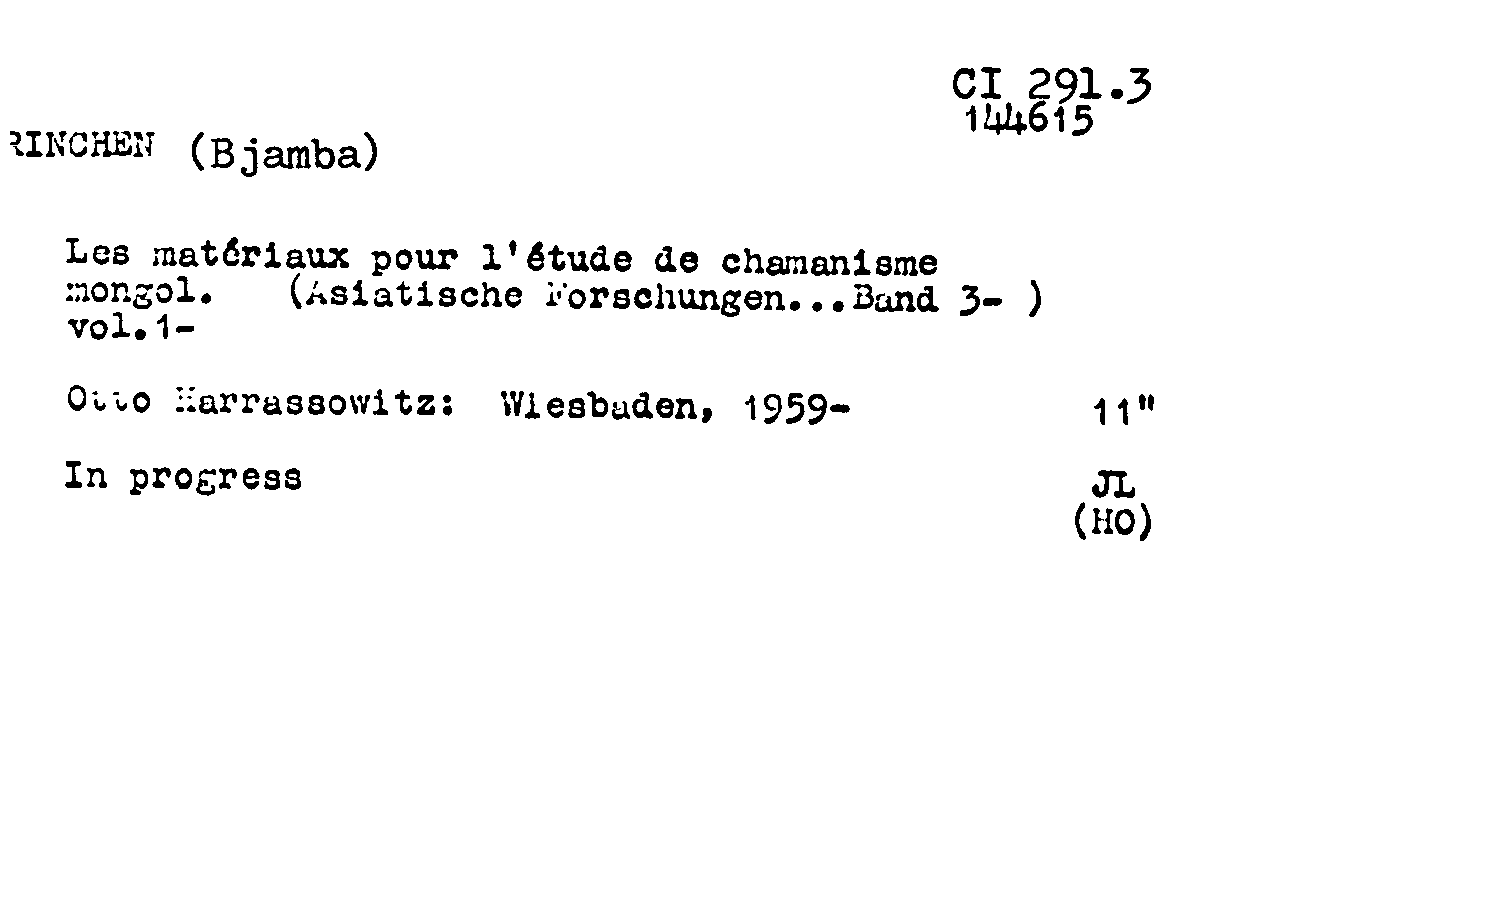 CI 291.3
144615
RINCHEN (Bjamba)
Les matériaux pour l'étude de chamanisme
mongol. (Asiatische Forschungen...Band 3- )
vol.1-
Otto Harrassowitz: Wiesbaden, 1959- 11"
In progress JL
(HO)